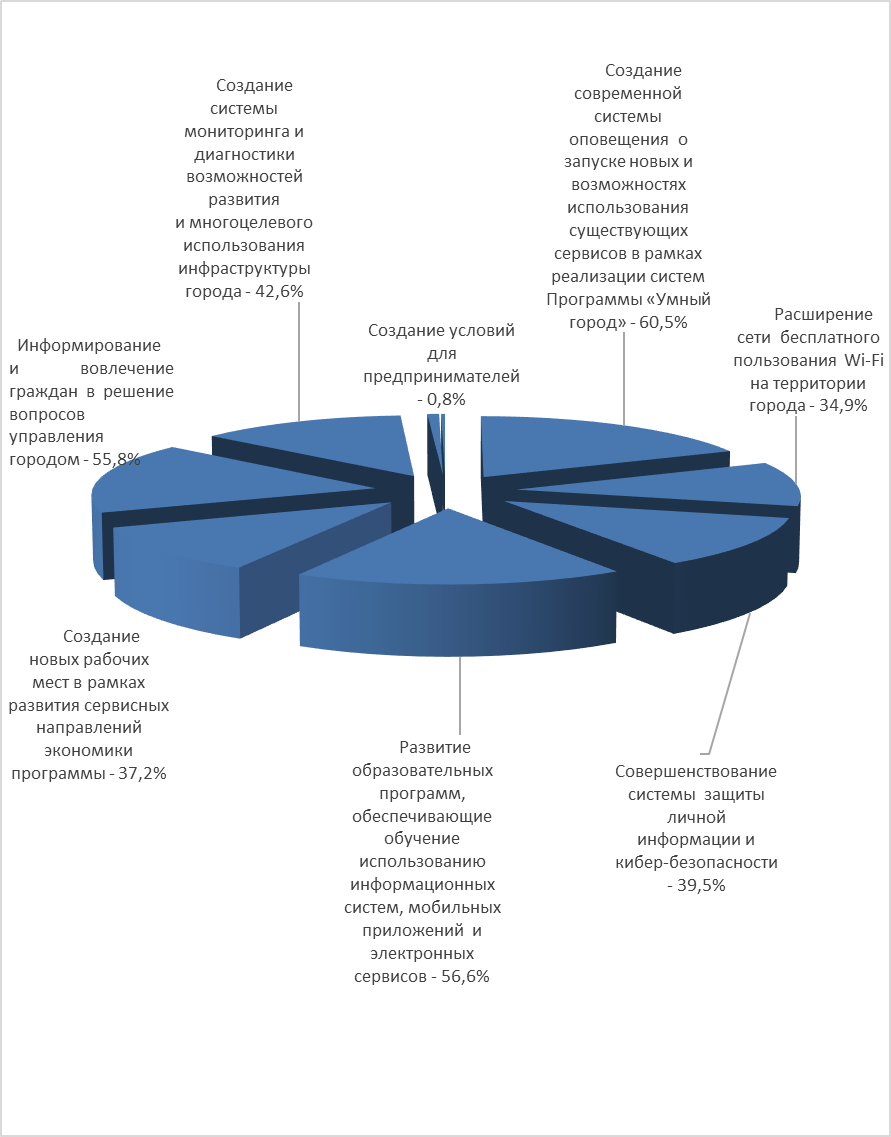 Создание
системы
мониторинга и
диагностики
возможностей
развития
и многоцелевого
использования
инфраструктуры
города - 42,6%
Создание
современной
системы
оповещения о
запуске новых и
возможностях
использования
существующих
сервисов в рамках
реализации систем
Программы «Умный
город» - 60,5%
Создание условий
для
предпринимателей
- 0,8%
Расширение
сети бесплатного
пользования Wi-Fi
на территории
города - 34,9%
Информирование
и вовлечение
граждан в решение
вопросов
управления
городом - 55,8%
Создание
новых рабочих
мест в рамках
развития сервисных
направлений
экономики
программы - 37,2%
Развитие
образовательных
программ,
обеспечивающие
обучение
использованию
информационных
систем, мобильных
приложений и
электронных
сервисов - 56,6%
Совершенствование
системы защиты
личной
информации и
кибер-безопасности
- 39,5%